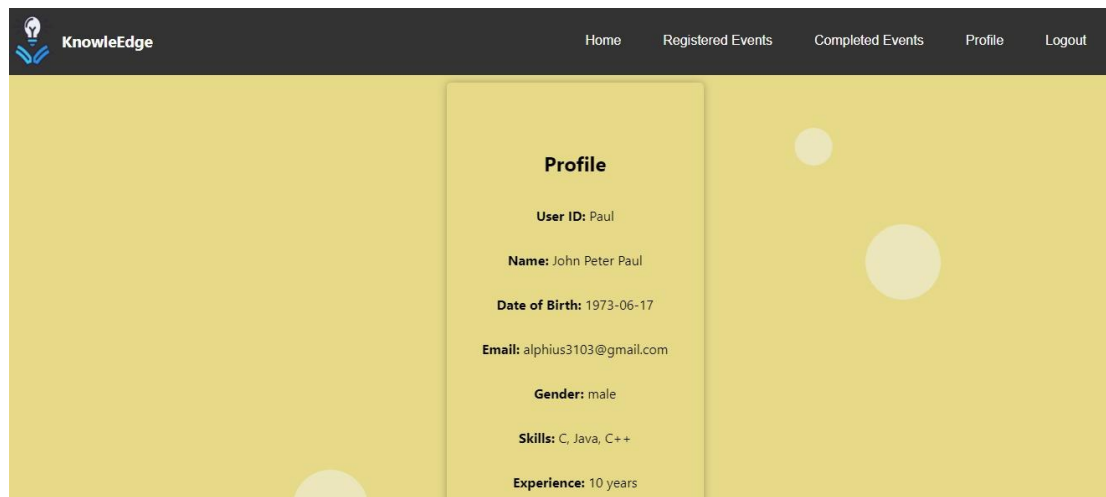 KnowleEdge
Home Registered Events Completed Events Profile Logout
Profile
User ID: Paul
Name: John Peter Paul
Date of Birth: 1973-06-17
Email: alphius3103@gmail.com
Gender: male
Skills: C, Java, C++
Experience: 10 years